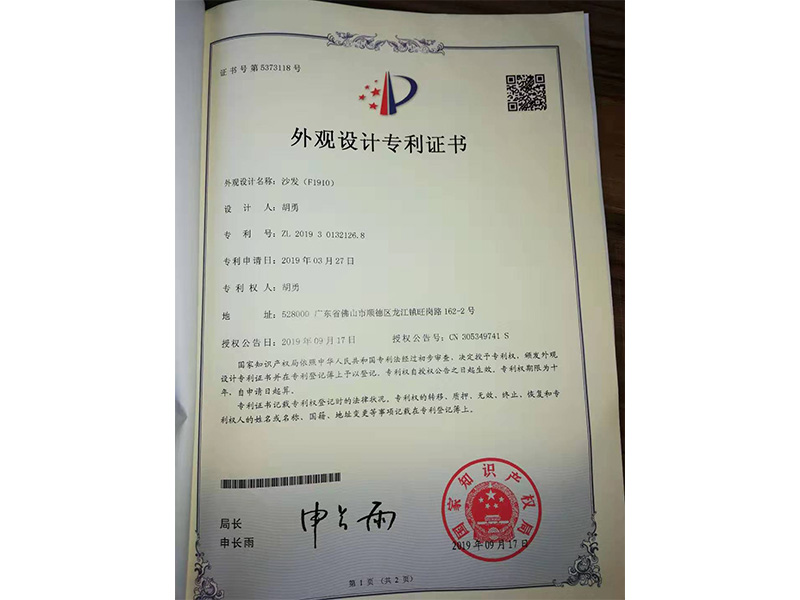 证书号第5373118号
外观设计专利证书
外观设计名称：沙发（F1910）
设 计 人：胡勇
专 利 号：ZL 2019 3 0132126.8
专利申请日：2019年03月27日
专 利 权 人：胡勇
地 址：528000 广东省佛山市顺德区龙江镇旺岗路162-2号
授权公告日：2019年09月17日 授权公告号：CN 305349741 S
国家知识产权局依照中华人民共和国专利法经过初步审查，决定授予专利权，颁发外观
设计专利证书并在专利登记簿上予以登记。专利权自授权公告之日起生效。专利权期限为十
年，自申请日起算。
专利证书记载专利权登记时的法律状况。专利权的转移、质押、无效、终止、恢复和专
利权人的姓名或名称、国籍、地址变更等事项记载在专利登记簿上。
局长
申长雨
申长雨
国家知识产权局
2019年09月17日
第1页（共2页）